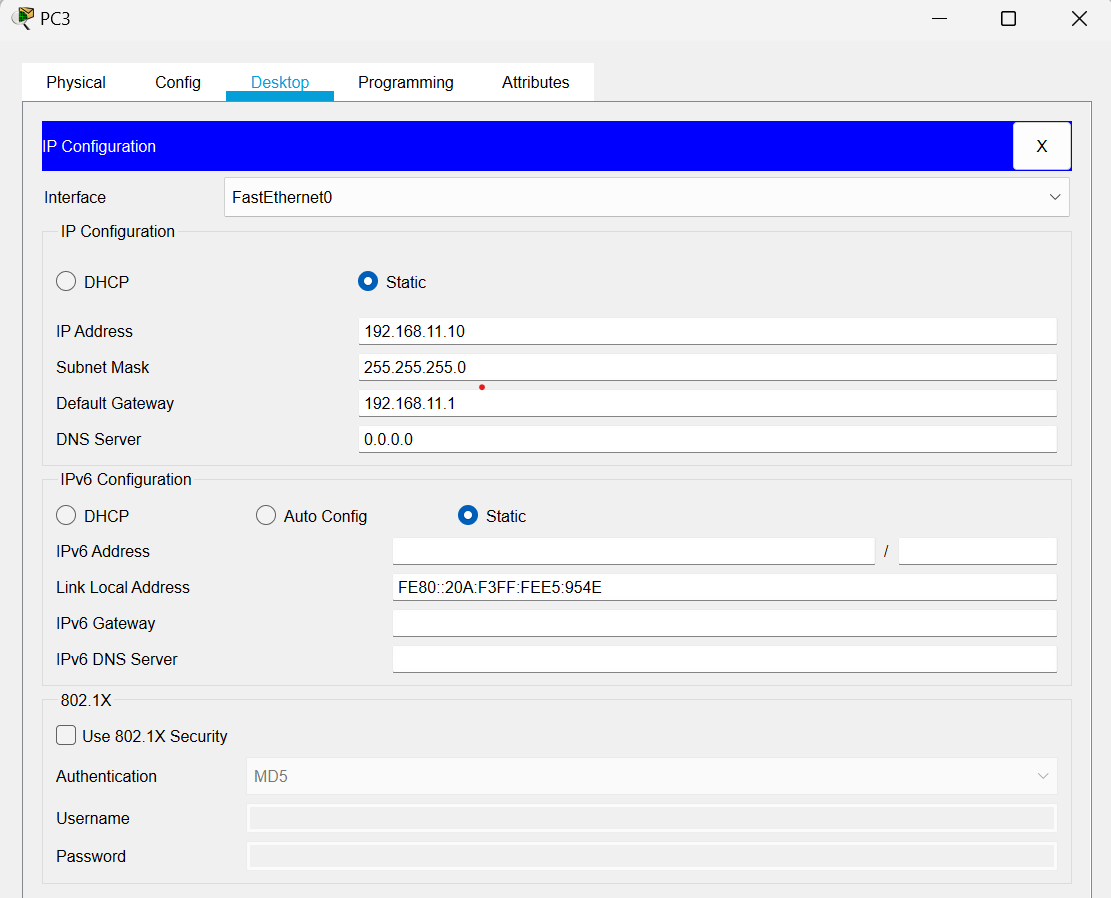 PC3
Physical Config Desktop Programming Attributes
IP Configuration X
Interface FastEthernet0
IP Configuration
DHCP Static
IP Address 192.168.11.10
Subnet Mask 255.255.255.0
Default Gateway 192.168.11.1
DNS Server 0.0.0.0
IPv6 Configuration
DHCP Auto Config Static
IPv6 Address /
Link Local Address FE80::20A:F3FF:FEE5:954E
IPv6 Gateway
IPv6 DNS Server
802.1X
Use 802.1X Security
Authentication MD5
Username
Password